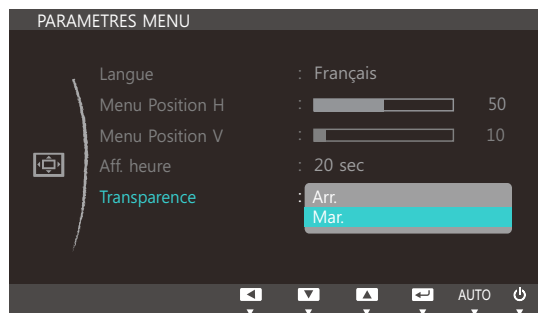 PARAMETRES MENU
Langue : Français
Menu Position H : 50
Menu Position V : 10
Aff. heure : 20 sec
Transparence : Arr.
Mar.
AUTO